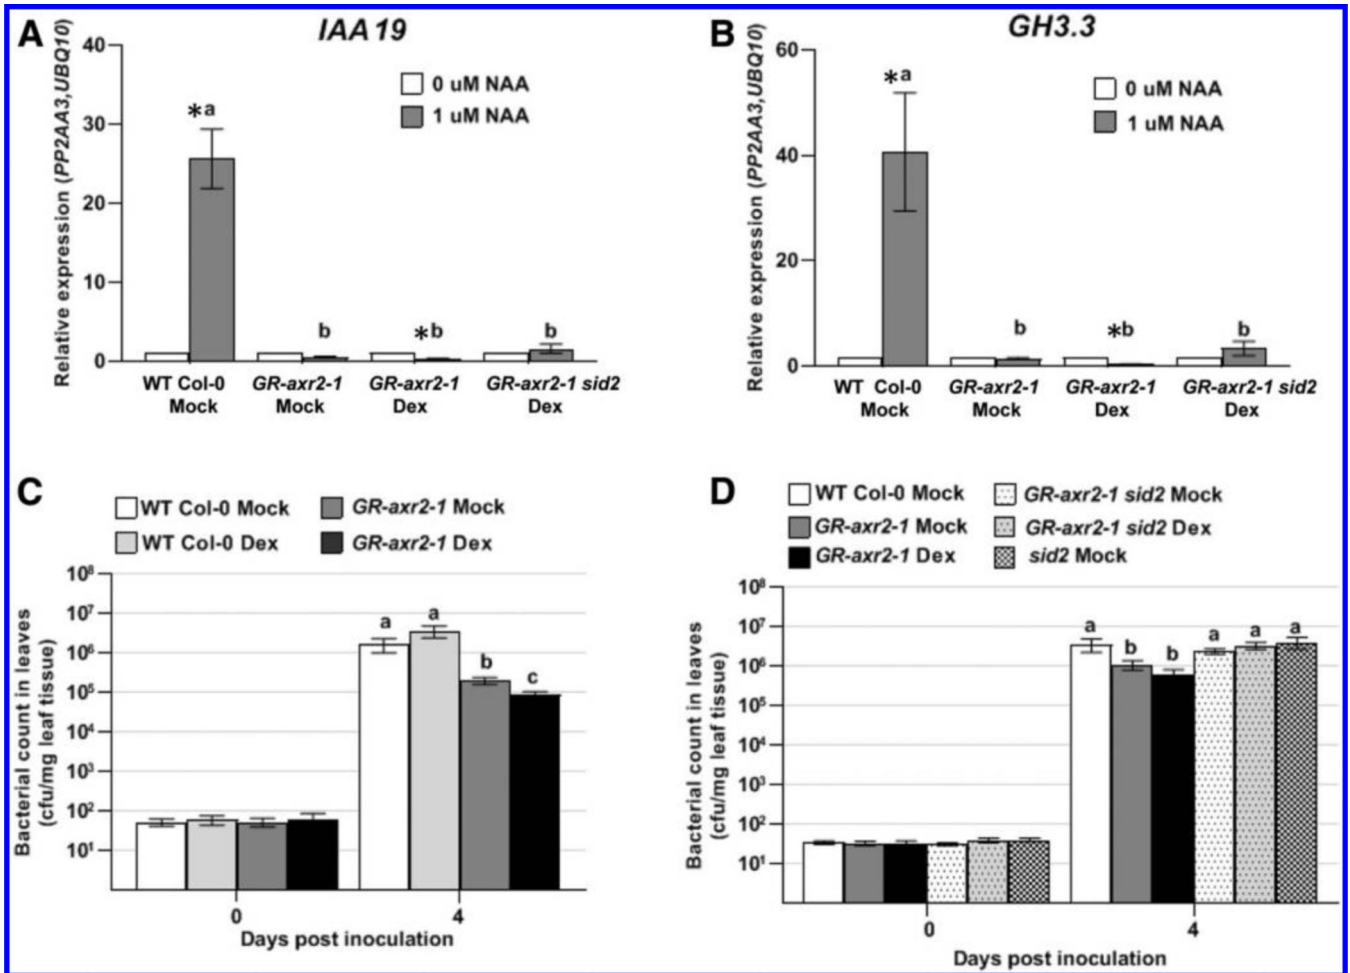 A
IAA19
Relative expression (PP2AA3,UBQ10)
40
30
20
10
0
0 uM NAA
1 uM NAA
*a
b
*b
b
WT Col-0
Mock
GR-axr2-1
Mock
GR-axr2-1
Dex
GR-axr2-1 sid2
Dex
B
GH3.3
Relative expression (PP2AA3,UBQ10)
60
40
20
0
0 uM NAA
1 uM NAA
*a
b
*b
b
WT Col-0
Mock
GR-axr2-1
Mock
GR-axr2-1
Dex
GR-axr2-1 sid2
Dex
C
WT Col-0 Mock
GR-axr2-1 Mock
WT Col-0 Dex
GR-axr2-1 Dex
Bacterial count in leaves
(cfu/mg leaf tissue)
10⁸
10⁷
10⁶
10⁵
10⁴
10³
10²
10¹
a
a
b
c
0
4
Days post inoculation
D
WT Col-0 Mock
GR-axr2-1 sid2 Mock
GR-axr2-1 Mock
GR-axr2-1 sid2 Dex
GR-axr2-1 Dex
sid2 Mock
Bacterial count in leaves
(cfu/mg leaf tissue)
10⁸
10⁷
10⁶
10⁵
10⁴
10³
10²
10¹
a
b
b
a
a
a
0
4
Days post inoculation